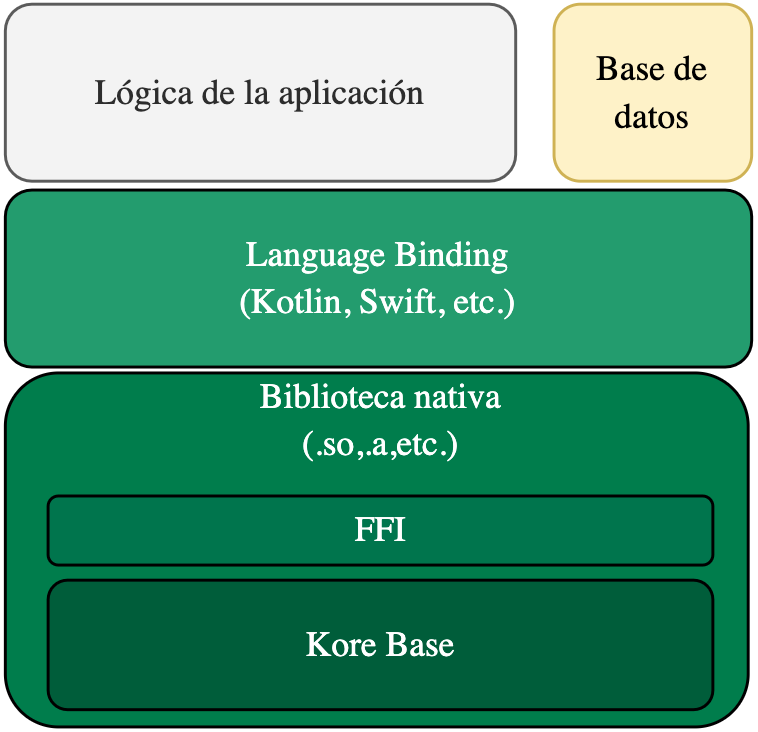 Lógica de la aplicación
Base de
datos
Language Binding
(Kotlin, Swift, etc.)
Biblioteca nativa
(.so,.a,etc.)
FFI
Kore Base